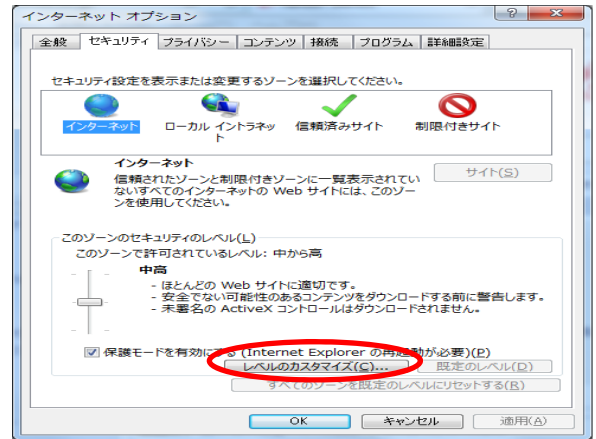 インターネット オプション
全般 セキュリティ プライバシー コンテンツ 接続 プログラム 詳細設定
セキュリティ設定を表示または変更するゾーンを選択してください。
インターネット ローカル イントラネッ 信頼済みサイト 制限付きサイト
ト
インターネット
サイト(S)
信頼されたゾーンと制限付きゾーンに一覧表示されてい
ないすべてのインターネットの Web サイトには、このゾー
ンを使用してください。
このゾーンのセキュリティのレベル(L)
このゾーンで許可されているレベル: 中から高
中高
- ほとんどの Web サイトに適切です。
- 安全でない可能性のあるコンテンツをダウンロードする前に警告します。
- 未署名の ActiveX コントロールはダウンロードされません。
保護モードを有効にする (Internet Explorer の再起動が必要)(P)
レベルのカスタマイズ(C)... 既定のレベル(D)
すべてのゾーンを既定のレベルにリセットする(R)
OK キャンセル 適用(A)